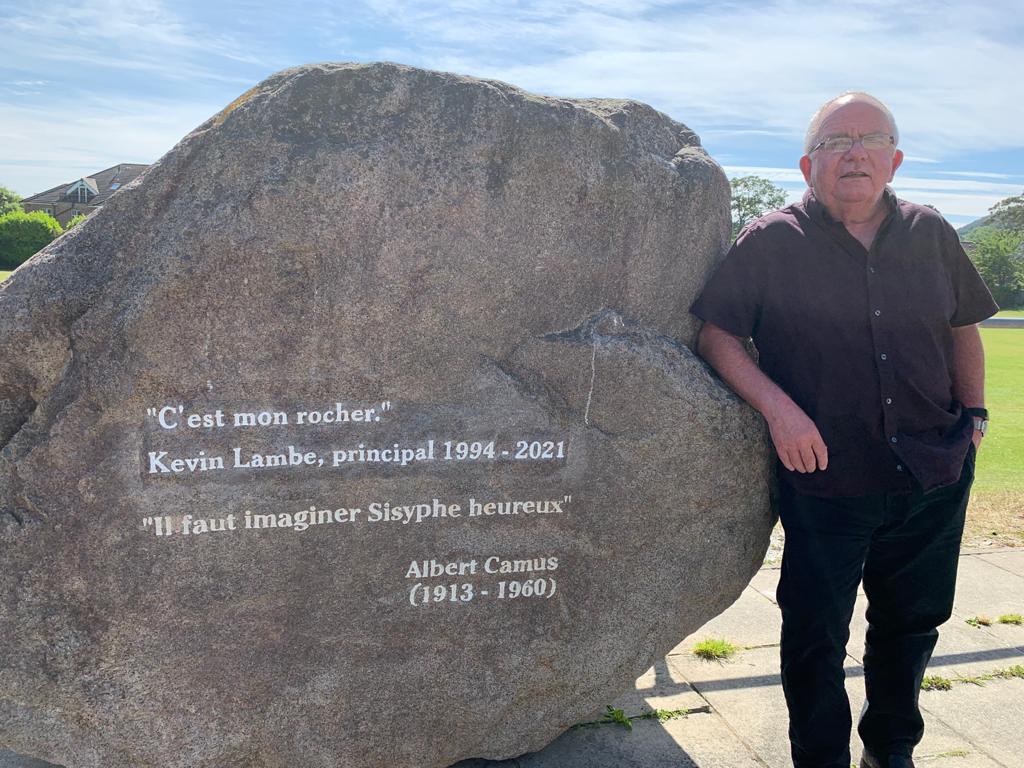 "C'est mon rocher."
Kevin Lambe, principal 1994 - 2021
"Il faut imaginer Sisyphe heureux"
Albert Camus
(1913 - 1960)